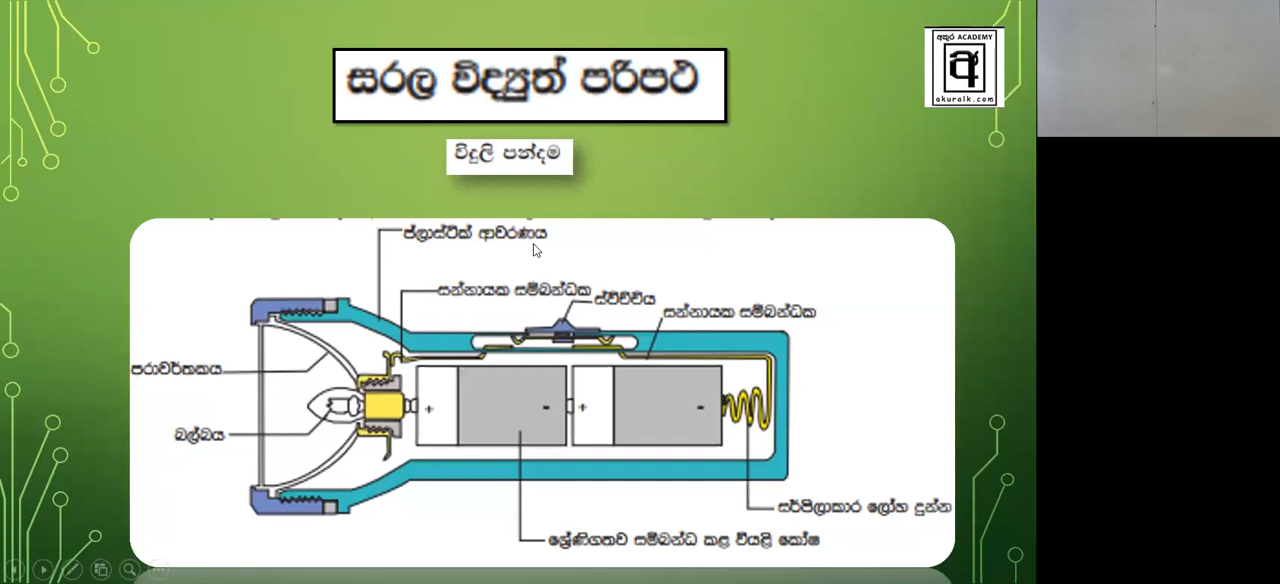 සරල විද්‍යුත් පරිපථ
අකුර ACADEMY
අ
akuralk.com
විදුලි පන්දම
ප්ලාස්ටික් ආවරණය
සන්නායක සම්බන්ධක
ස්විච්චිය
සන්නායක සම්බන්ධක
පරාවර්තකය
+ - + -
බල්බය
සර්පිලාකාර ලෝහ දුන්න
ශ්‍රේණිගතව සම්බන්ධ කළ වියළි කෝෂ